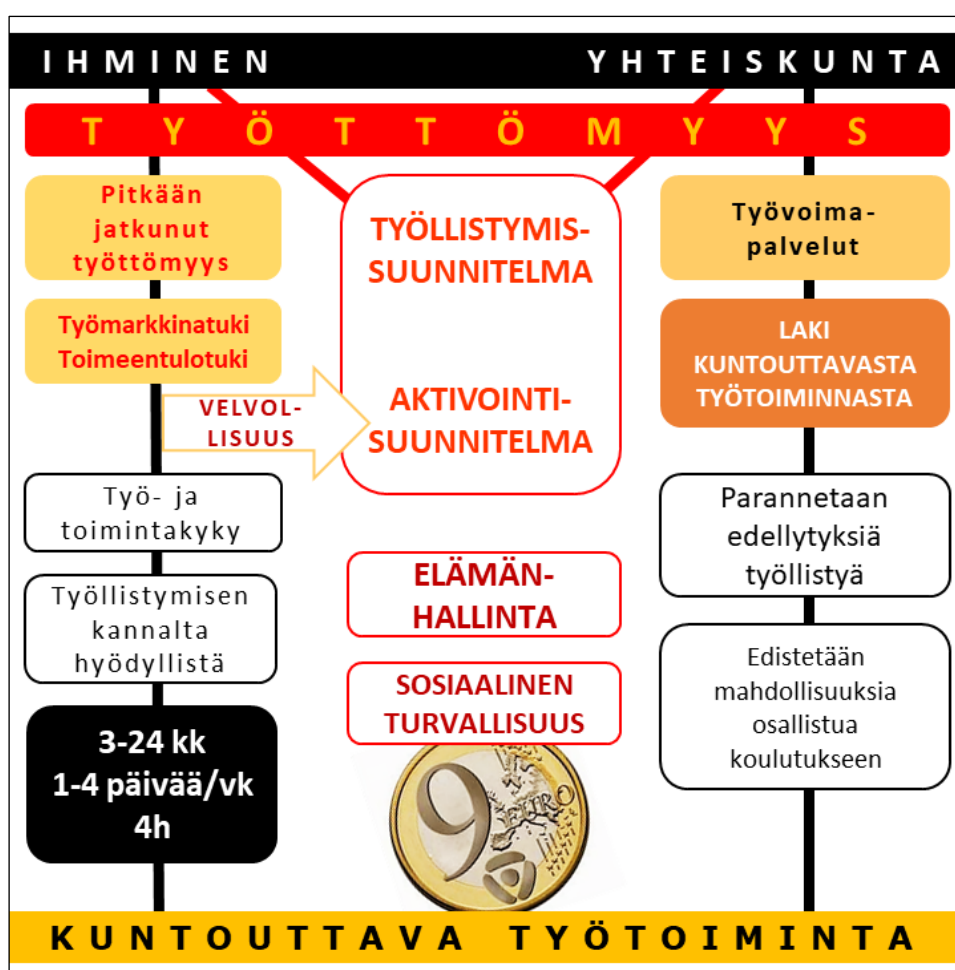 IHMINEN YHTEISKUNTA
TYÖTTÖMYYS
Pitkään
jatkunut
työttömyys
Työmarkkinatuki
Toimeentulotuki
VELVOL-
LISUUS
Työ- ja
toimintakyky
Työllistymisen
kannalta
hyödyllistä
3-24 kk
1-4 päivää/vk
4h
TYÖLLISTYMIS-
SUUNNITELMA
AKTIVOINTI-
SUUNNITELMA
ELÄMÄN-
HALLINTA
SOSIAALINEN
TURVALLISUUS
9 EURO
Työvoima-
palvelut
LAKI
KUNTOUTTAVASTA
TYÖTOIMINNASTA
Parannetaan
edellytyksiä
työllistyä
Edistetään
mahdollisuuksia
osallistua
koulutukseen
KUNTOUTTAVA TYÖTOIMINTA